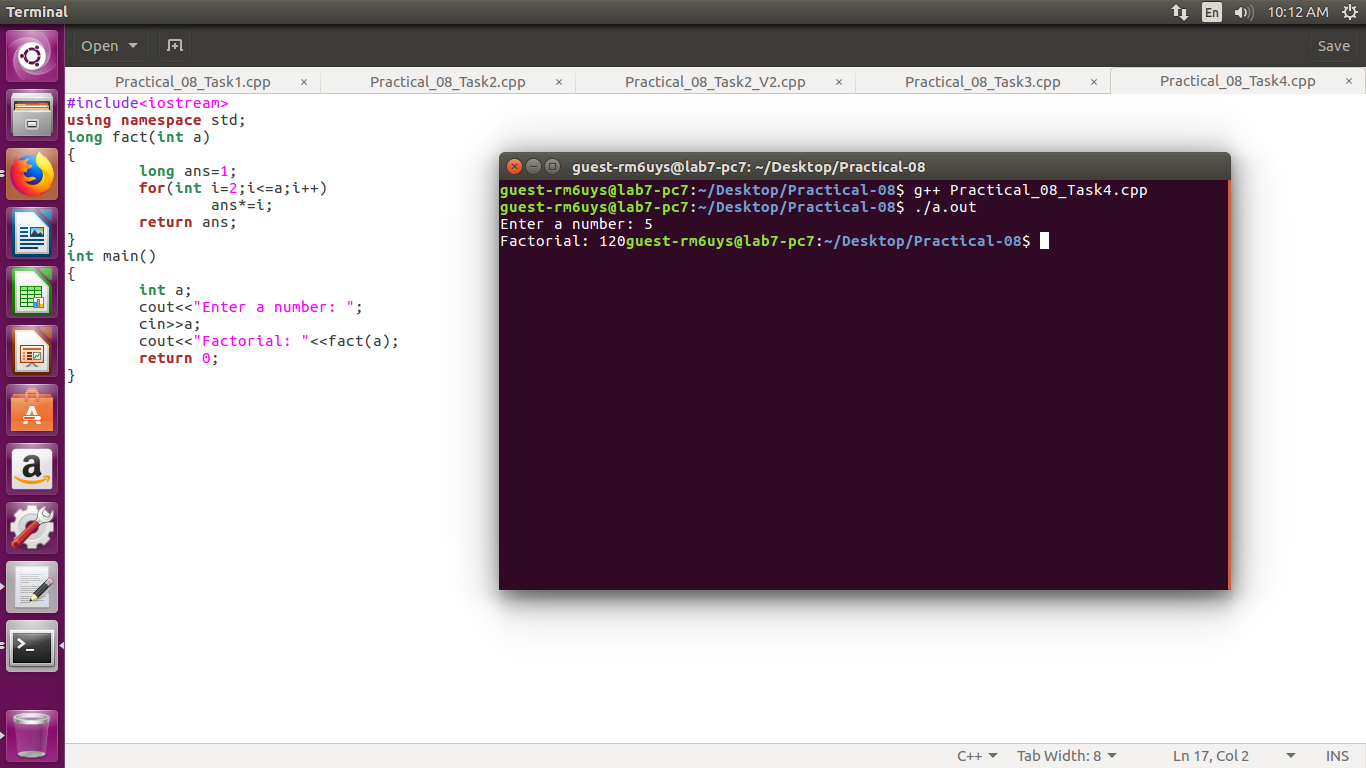 Terminal
En
10:12 AM
Open
Save
Practical_08_Task1.cpp × Practical_08_Task2.cpp × Practical_08_Task2_V2.cpp × Practical_08_Task3.cpp × Practical_08_Task4.cpp ×
#include<iostream>
using namespace std;
long fact(int a)
{
        long ans=1;
        for(int i=2;i<=a;i++)
                ans*=i;
        return ans;
}
int main()
{
        int a;
        cout<<"Enter a number: ";
        cin>>a;
        cout<<"Factorial: "<<fact(a);
        return 0;
}
guest-rm6uys@lab7-pc7: ~/Desktop/Practical-08
guest-rm6uys@lab7-pc7:~/Desktop/Practical-08$ g++ Practical_08_Task4.cpp
guest-rm6uys@lab7-pc7:~/Desktop/Practical-08$ ./a.out
Enter a number: 5
Factorial: 120guest-rm6uys@lab7-pc7:~/Desktop/Practical-08$
C++ Tab Width: 8 Ln 17, Col 2 INS